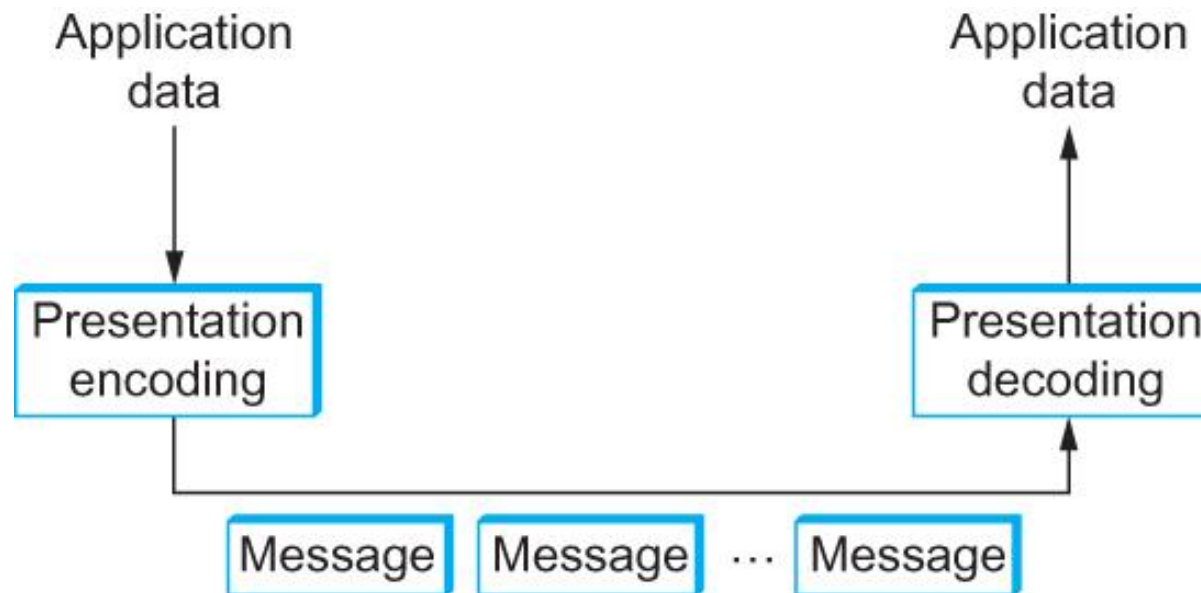 Application
data
Application
data
Presentation
encoding
Presentation
decoding
Message
Message
...
Message